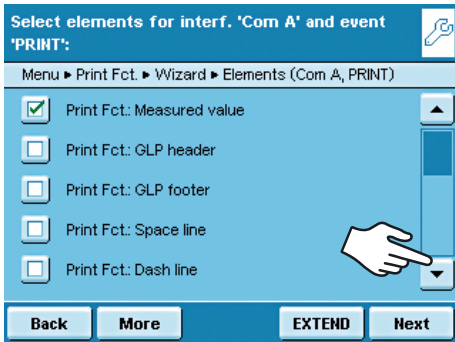 Select elements for interf. 'Com A' and event
'PRINT':
Menu ▸ Print Fct. ▸ Wizard ▸ Elements (Com A, PRINT)
Print Fct.: Measured value
Print Fct.: GLP header
Print Fct.: GLP footer
Print Fct.: Space line
Print Fct.: Dash line
Back More EXTEND Next